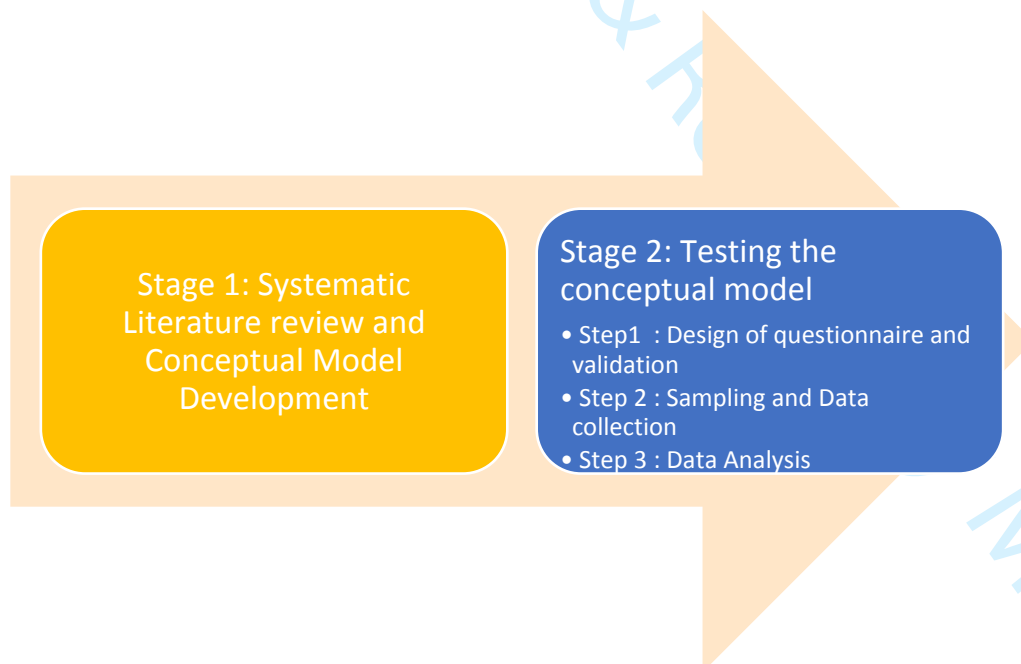 Stage 1: Systematic
Literature review and
Conceptual Model
Development
Stage 2: Testing the
conceptual model
• Step1 : Design of questionnaire and
validation
• Step 2 : Sampling and Data
collection
• Step 3 : Data Analysis
&